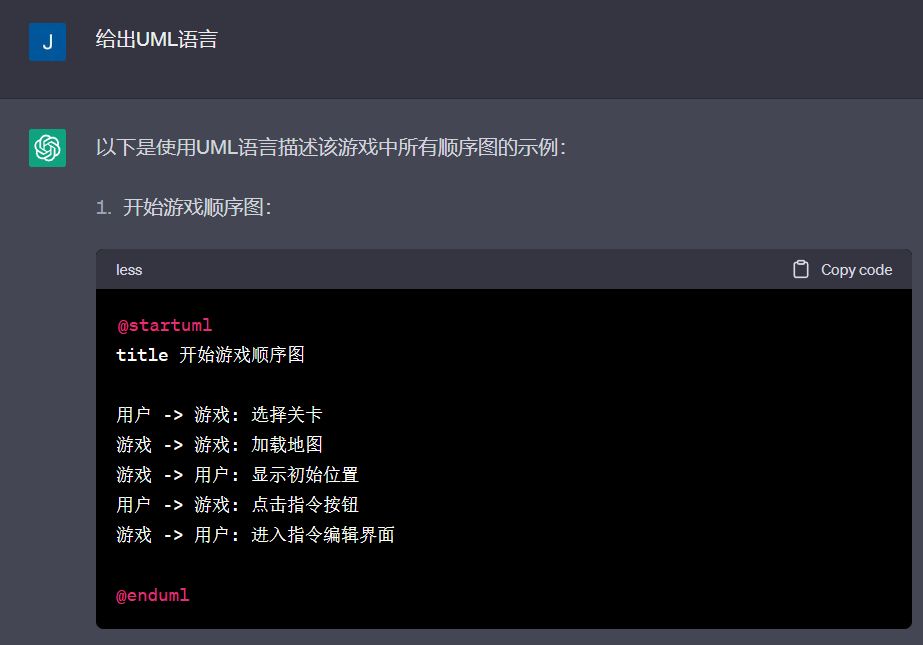 J
给出UML语言
以下是使用UML语言描述该游戏中所有顺序图的示例：
1. 开始游戏顺序图：
less
Copy code
@startuml
title 开始游戏顺序图
用户 -> 游戏: 选择关卡
游戏 -> 游戏: 加载地图
游戏 -> 用户: 显示初始位置
用户 -> 游戏: 点击指令按钮
游戏 -> 用户: 进入指令编辑界面
@enduml